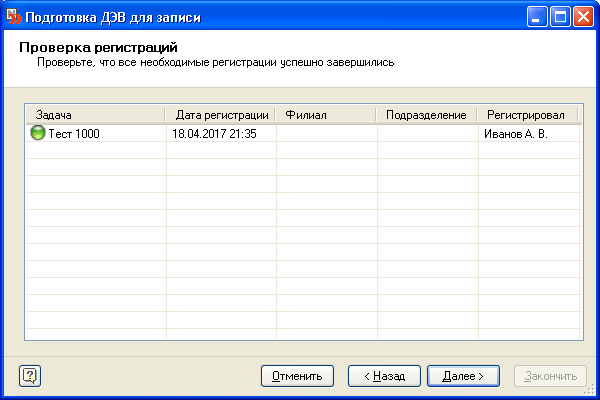 Подготовка ДЭВ для записи
Проверка регистраций
Проверьте, что все необходимые регистрации успешно завершились
Задача Дата регистрации Филиал Подразделение Регистрировал
Тест 1000 18.04.2017 21:35 Иванов А. В.
Отменить < Назад Далее > Закончить